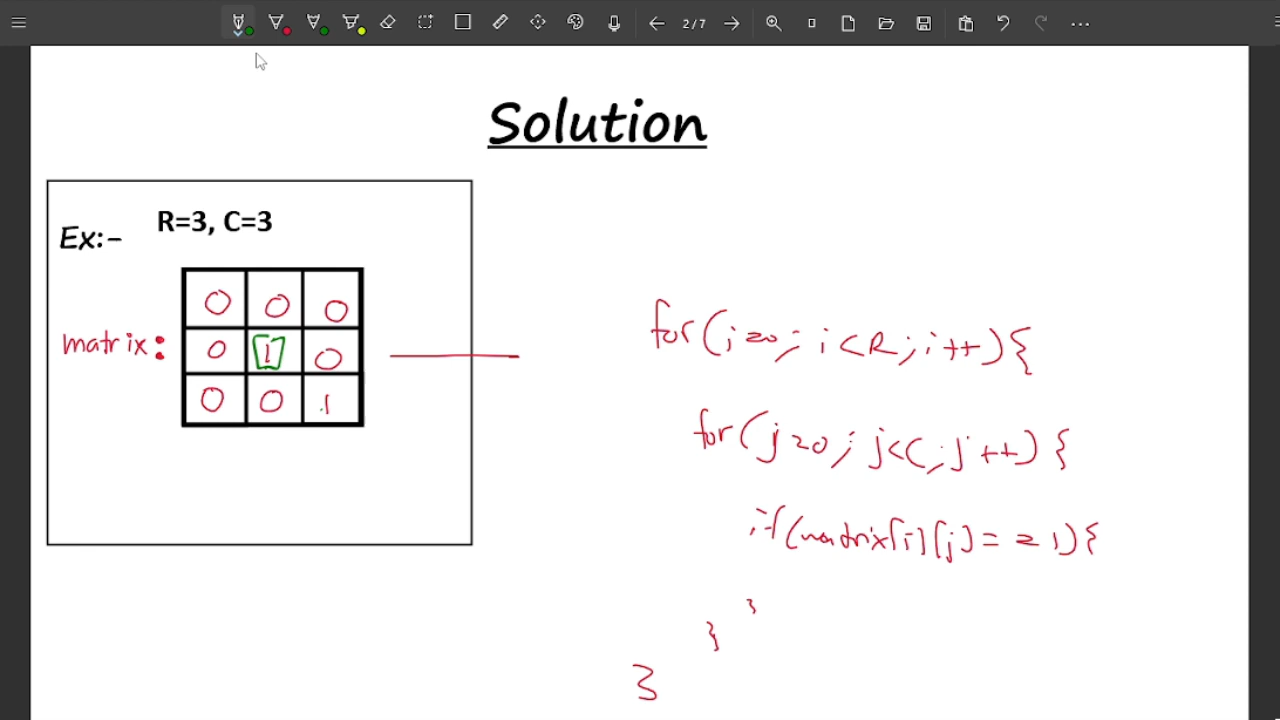 2/7
Solution
Ex:- R=3, C=3
matrix:
0 0 0
0 1 0
0 0 1
for(i=0; i<R; i++){
for(j=0; j<C; j++){
if(matrix[i][j]==1){
}
}
}